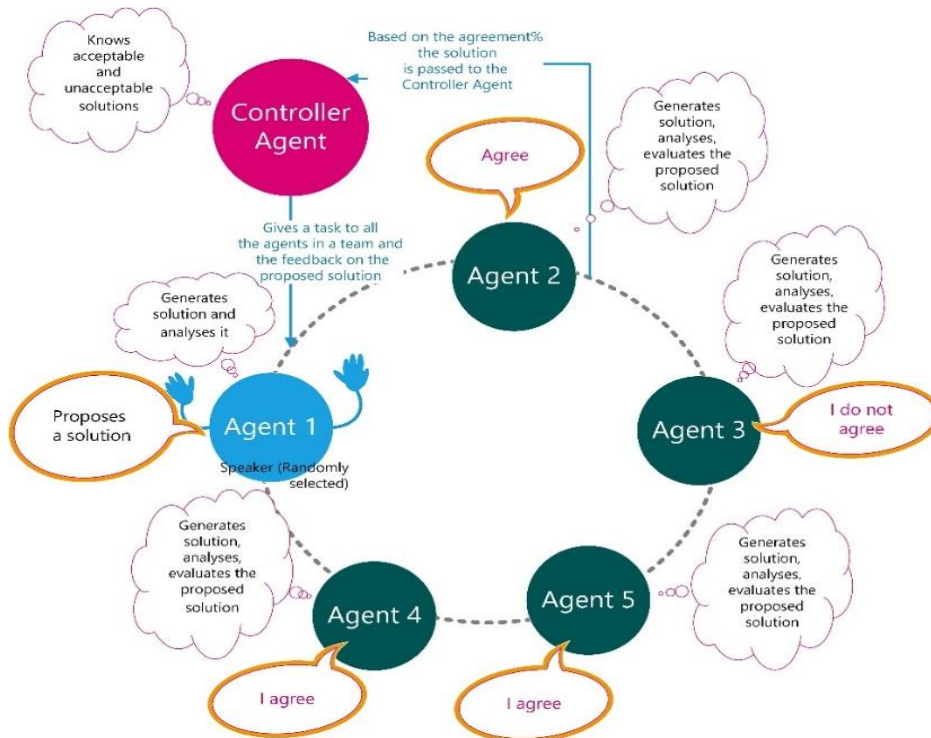 Knows
acceptable
and
unacceptable
solutions
Controller
Agent
Based on the agreement%
the solution
is passed to the
Controller Agent
Generates
solution,
analyses,
evaluates the
proposed
solution
Agree
Agent 2
Gives a task to all
the agents in a team and
the feedback on the
proposed solution
Generates
solution and
analyses it
Generates
solution,
analyses,
evaluates the
proposed
solution
Proposes
a solution
Agent 1
Speaker (Randomly
selected)
Agent 3
I do not
agree
Generates
solution,
analyses,
evaluates the
proposed
solution
Agent 4
I agree
Agent 5
I agree
Generates
solution,
analyses,
evaluates the
proposed
solution